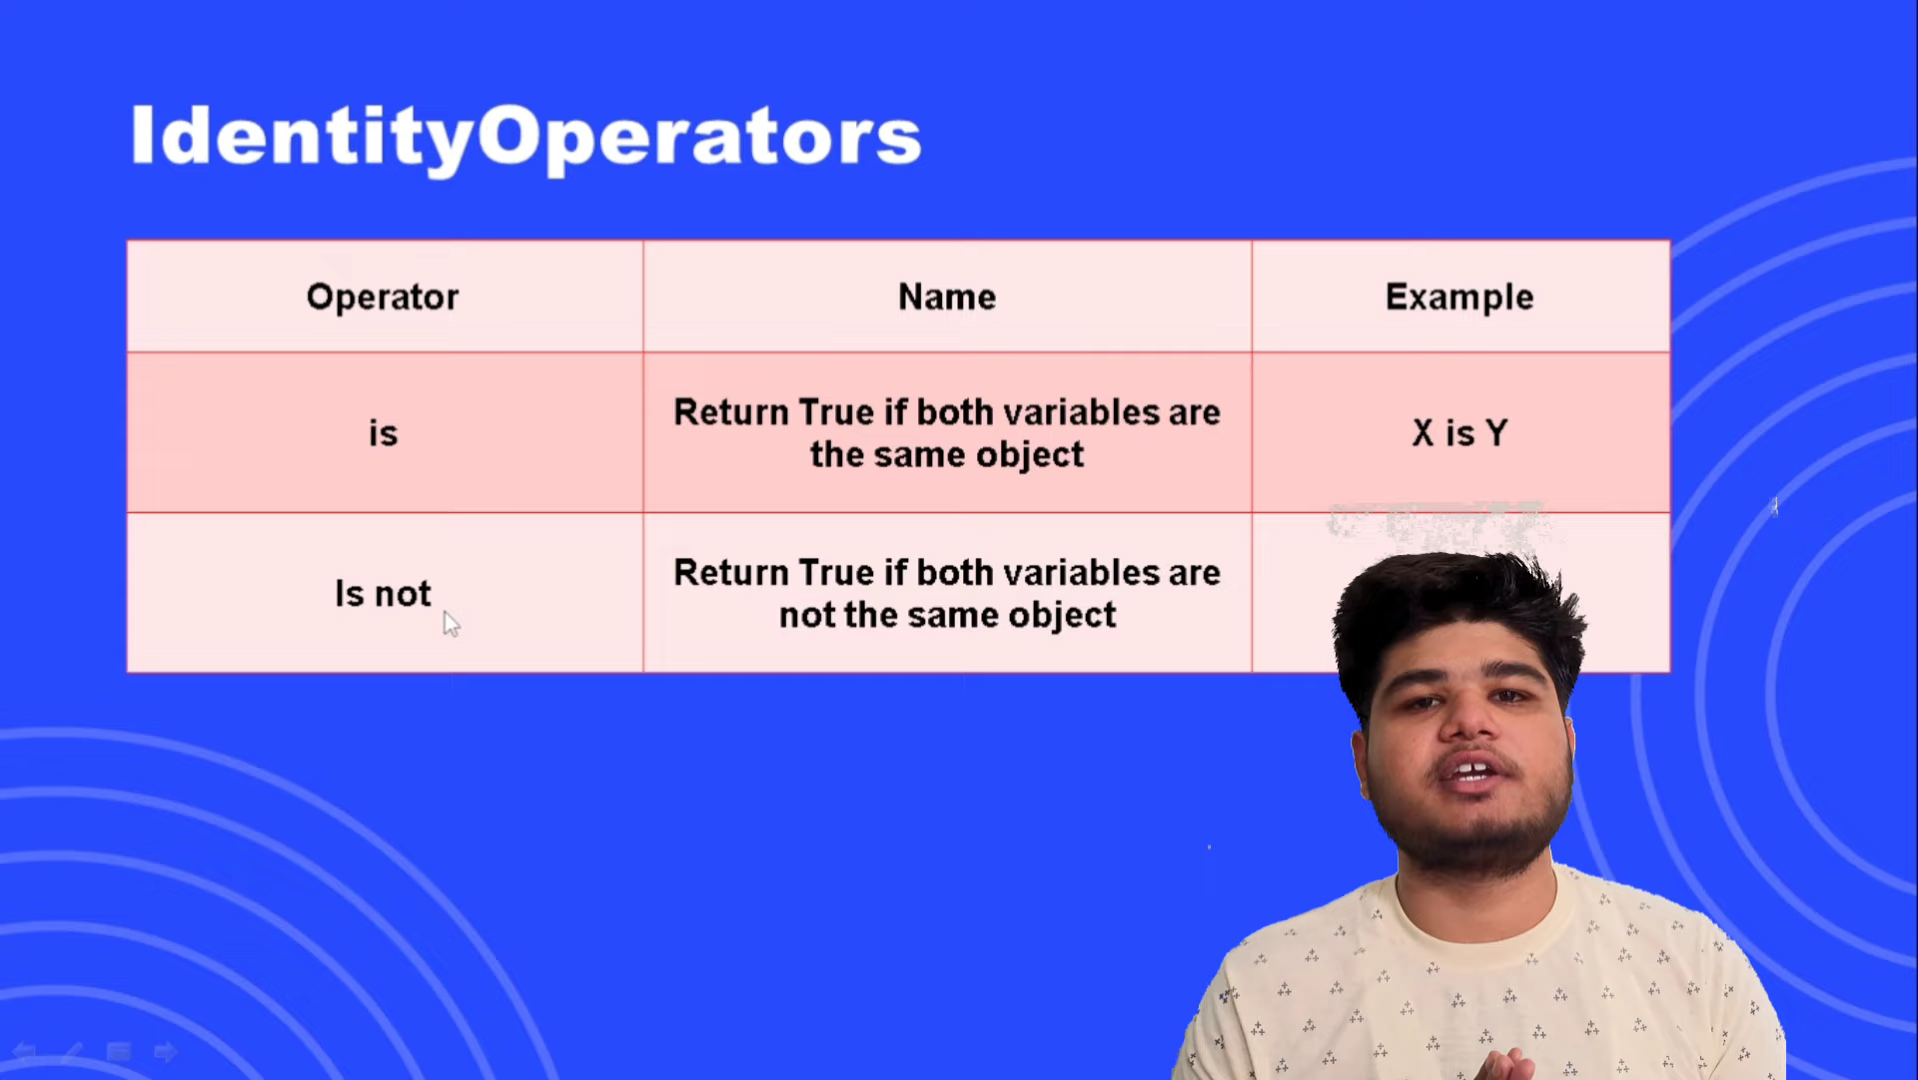 IdentityOperators
Operator
Name
Example
is
Return True if both variables are
the same object
X is Y
Is not
Return True if both variables are
not the same object